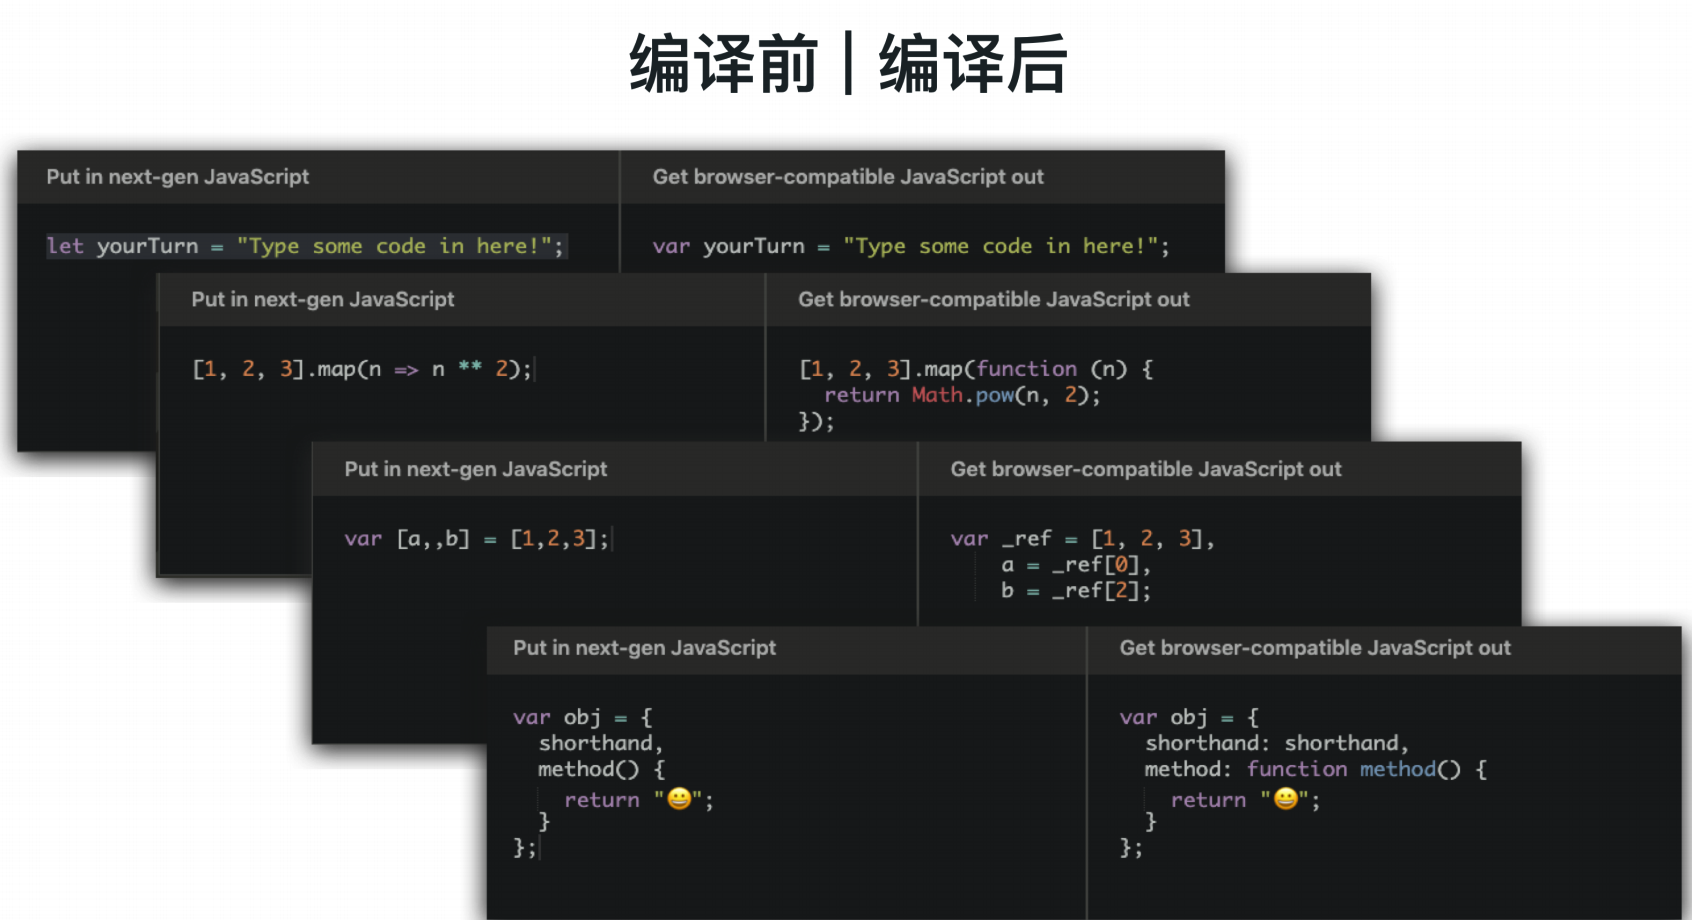 编译前 | 编译后
Put in next-gen JavaScript
let yourTurn = "Type some code in here!";
Get browser-compatible JavaScript out
var yourTurn = "Type some code in here!";
Put in next-gen JavaScript
[1, 2, 3].map(n => n ** 2);
Get browser-compatible JavaScript out
[1, 2, 3].map(function (n) {
  return Math.pow(n, 2);
});
Put in next-gen JavaScript
var [a,,b] = [1,2,3];
Get browser-compatible JavaScript out
var _ref = [1, 2, 3],
    a = _ref[0],
    b = _ref[2];
Put in next-gen JavaScript
var obj = {
  shorthand,
  method() {
    return "😀";
  }
};
Get browser-compatible JavaScript out
var obj = {
  shorthand: shorthand,
  method: function method() {
    return "😀";
  }
};